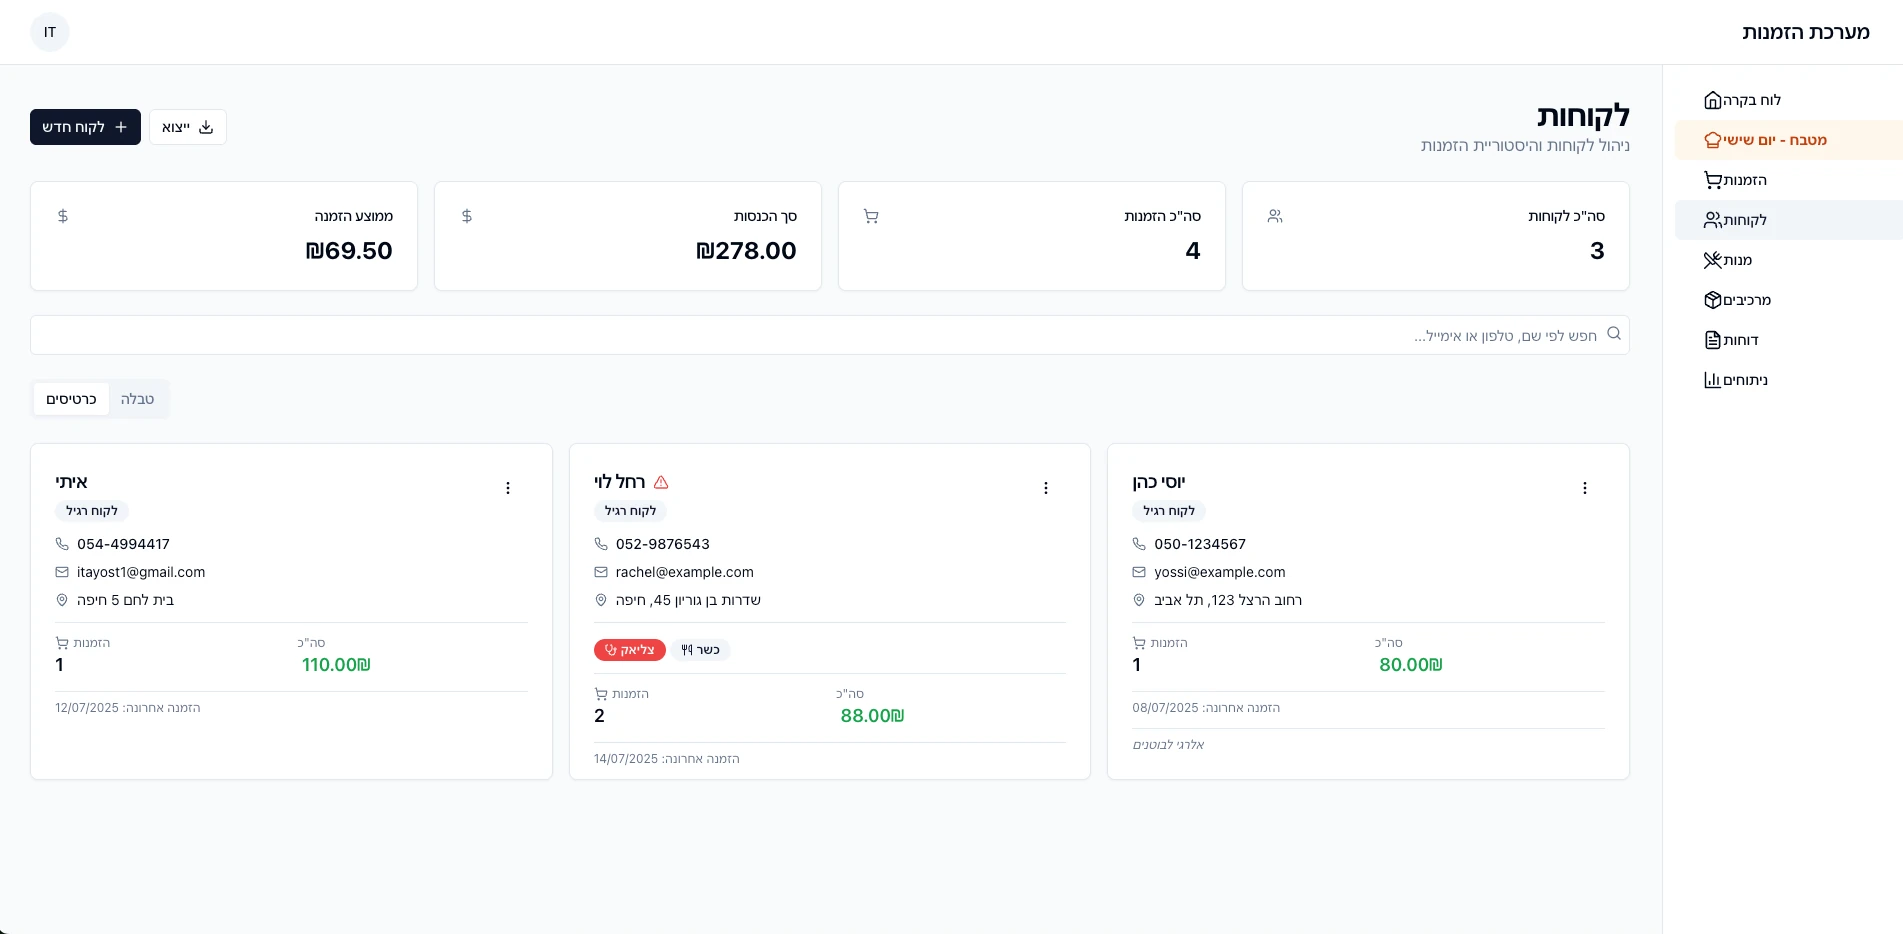 מערכת הזמנות
IT
לוח בקרה
מטבח - יום שישי
הזמנות
לקוחות
מנות
מרכיבים
דוחות
ניתוחים
לקוחות
ניהול לקוחות והיסטוריית הזמנות
ייצוא
לקוח חדש
סה"כ לקוחות
3
סה"כ הזמנות
4
סך הכנסות
₪278.00
ממוצע הזמנה
₪69.50
חפש לפי שם, טלפון או אימייל...
טבלה
כרטיסים
יוסי כהן
לקוח רגיל
050-1234567
yossi@example.com
רחוב הרצל 123, תל אביב
סה"כ
הזמנות
80.00₪
1
הזמנה אחרונה: 08/07/2025
אלרגי לבוטנים
רחל לוי
לקוח רגיל
052-9876543
rachel@example.com
שדרות בן גוריון 45, חיפה
כשר
צליאק
סה"כ
הזמנות
88.00₪
2
הזמנה אחרונה: 14/07/2025
איתי
לקוח רגיל
054-4994417
itayost1@gmail.com
בית לחם 5 חיפה
סה"כ
הזמנות
110.00₪
1
הזמנה אחרונה: 12/07/2025